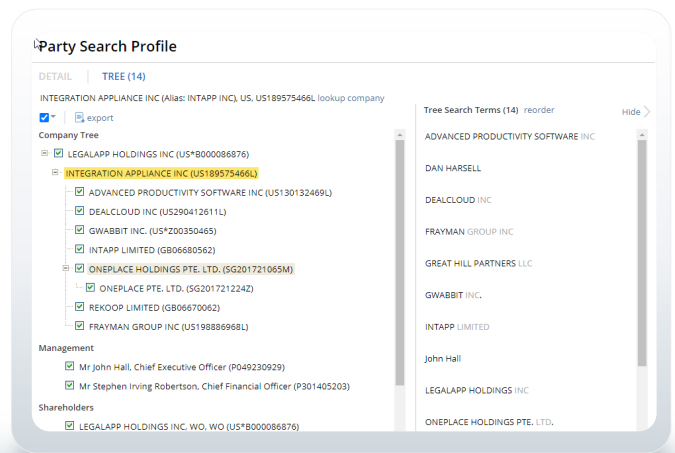 Party Search Profile
DETAIL TREE (14)
INTEGRATION APPLIANCE INC (Alias: INTAPP INC), US, US189575466L lookup company
export
Company Tree
LEGALAPP HOLDINGS INC (US*B000086876)
INTEGRATION APPLIANCE INC (US189575466L)
ADVANCED PRODUCTIVITY SOFTWARE INC (US130132469L)
DEALCLOUD INC (US290412611L)
GWABBIT INC. (US*Z00350465)
INTAPP LIMITED (GB06680562)
ONEPLACE HOLDINGS PTE. LTD. (SG201721065M)
ONEPLACE PTE. LTD. (SG201721224Z)
REKOOP LIMITED (GB06670062)
FRAYMAN GROUP INC (US198886968L)
Management
Mr John Hall, Chief Executive Officer (P049230929)
Mr Stephen Irving Robertson, Chief Financial Officer (P301405203)
Shareholders
LEGALAPP HOLDINGS INC, WO, WO (US*B000086876)
Tree Search Terms (14) reorder
Hide
ADVANCED PRODUCTIVITY SOFTWARE INC
DAN HARSELL
DEALCLOUD INC
FRAYMAN GROUP INC
GREAT HILL PARTNERS LLC
GWABBIT INC.
INTAPP LIMITED
John Hall
LEGALAPP HOLDINGS INC
ONEPLACE HOLDINGS PTE. LTD.